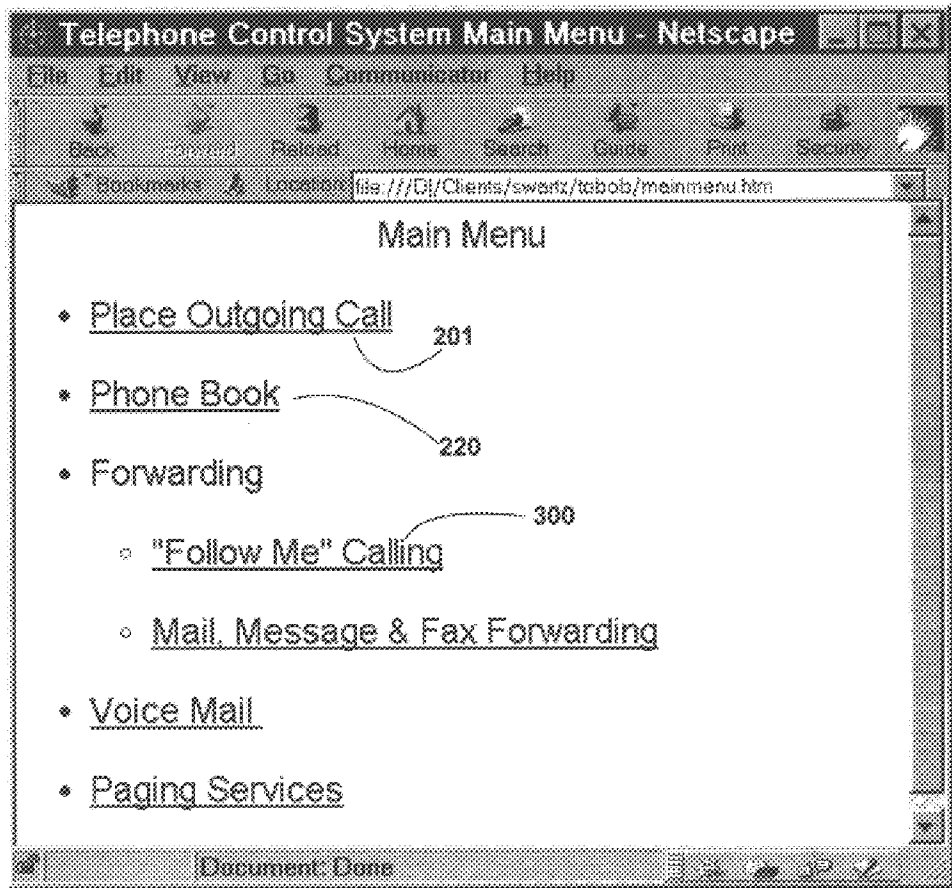 Telephone Control System Main Menu - Netscape
File Edit View Go Communicator Help
Back Forward Reload Home Search Guide Print Security
Bookmarks Location: file:///D|/Clients/swartz/tcibob/mainmenu.htm
Main Menu
• Place Outgoing Call
201
• Phone Book
220
• Forwarding
300
○ "Follow Me" Calling
○ Mail, Message & Fax Forwarding
• Voice Mail
• Paging Services
Document: Done